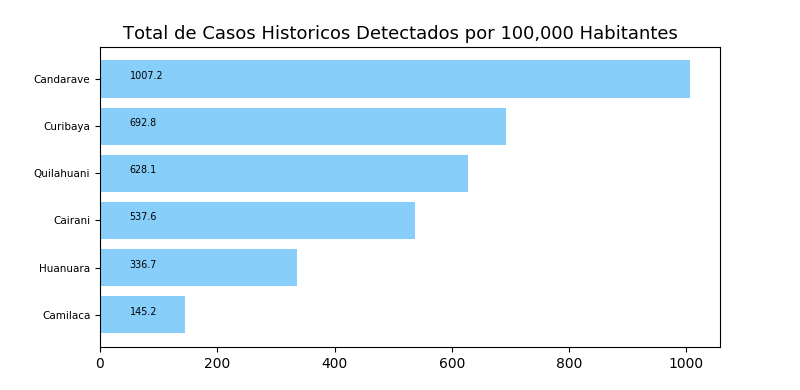 Total de Casos Historicos Detectados por 100,000 Habitantes
Candarave 1007.2
Curibaya 692.8
Quilahuani 628.1
Cairani 537.6
Huanuara 336.7
Camilaca 145.2
0 200 400 600 800 1000